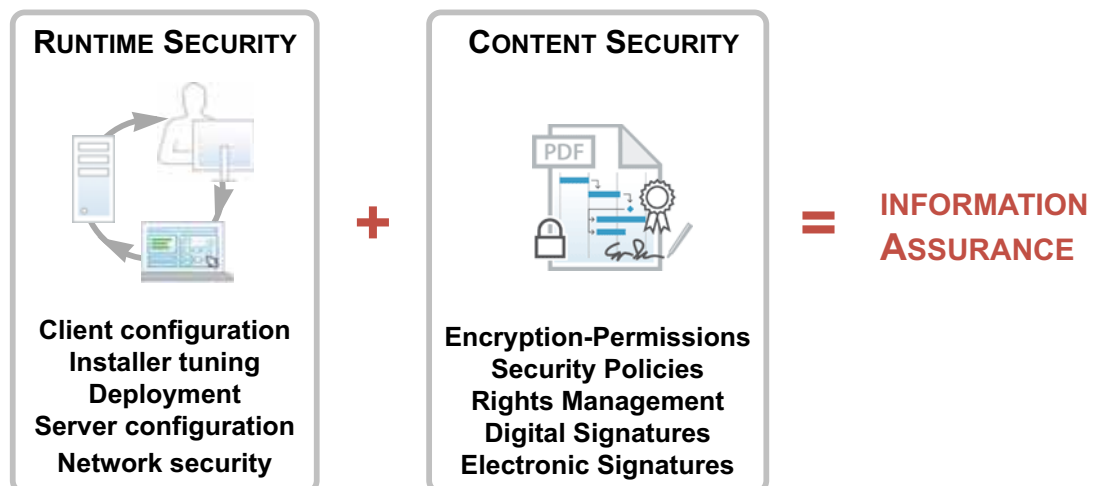 RUNTIME SECURITY
Client configuration
Installer tuning
Deployment
Server configuration
Network security
+
CONTENT SECURITY
PDF
Encryption-Permissions
Security Policies
Rights Management
Digital Signatures
Electronic Signatures
=
INFORMATION
ASSURANCE